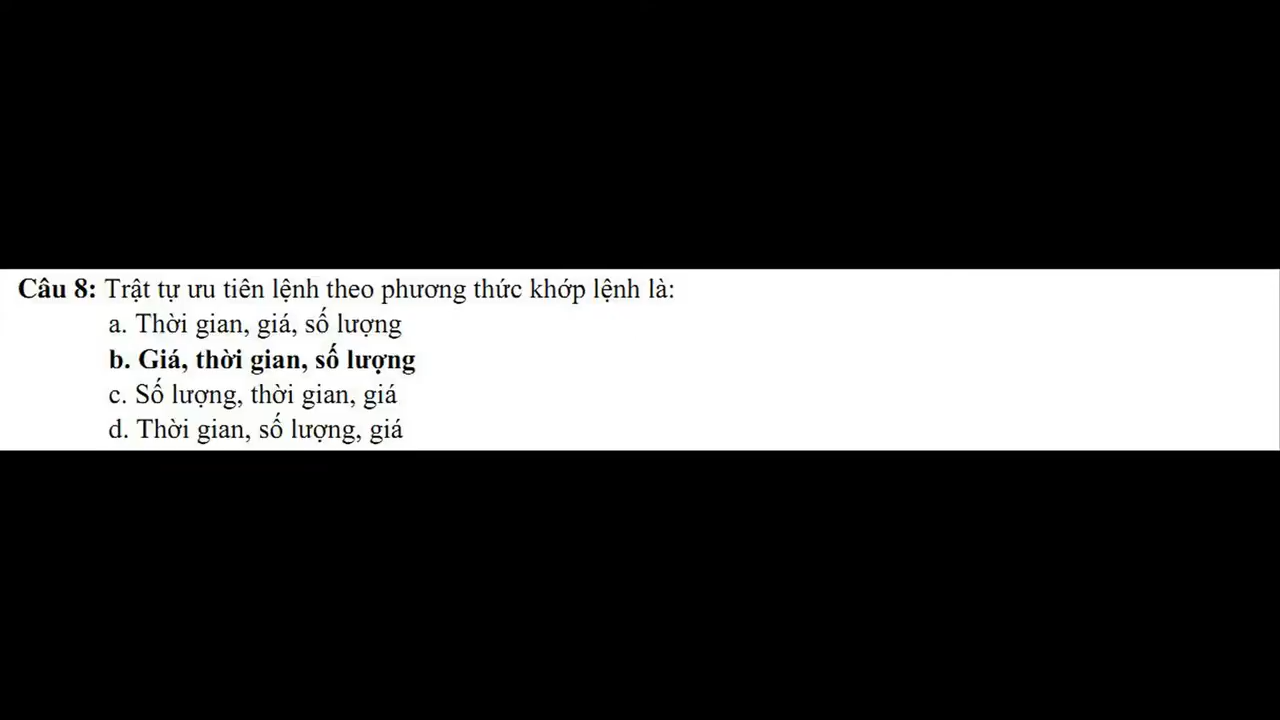 Câu 8: Trật tự ưu tiên lệnh theo phương thức khớp lệnh là:
a. Thời gian, giá, số lượng
b. Giá, thời gian, số lượng
c. Số lượng, thời gian, giá
d. Thời gian, số lượng, giá